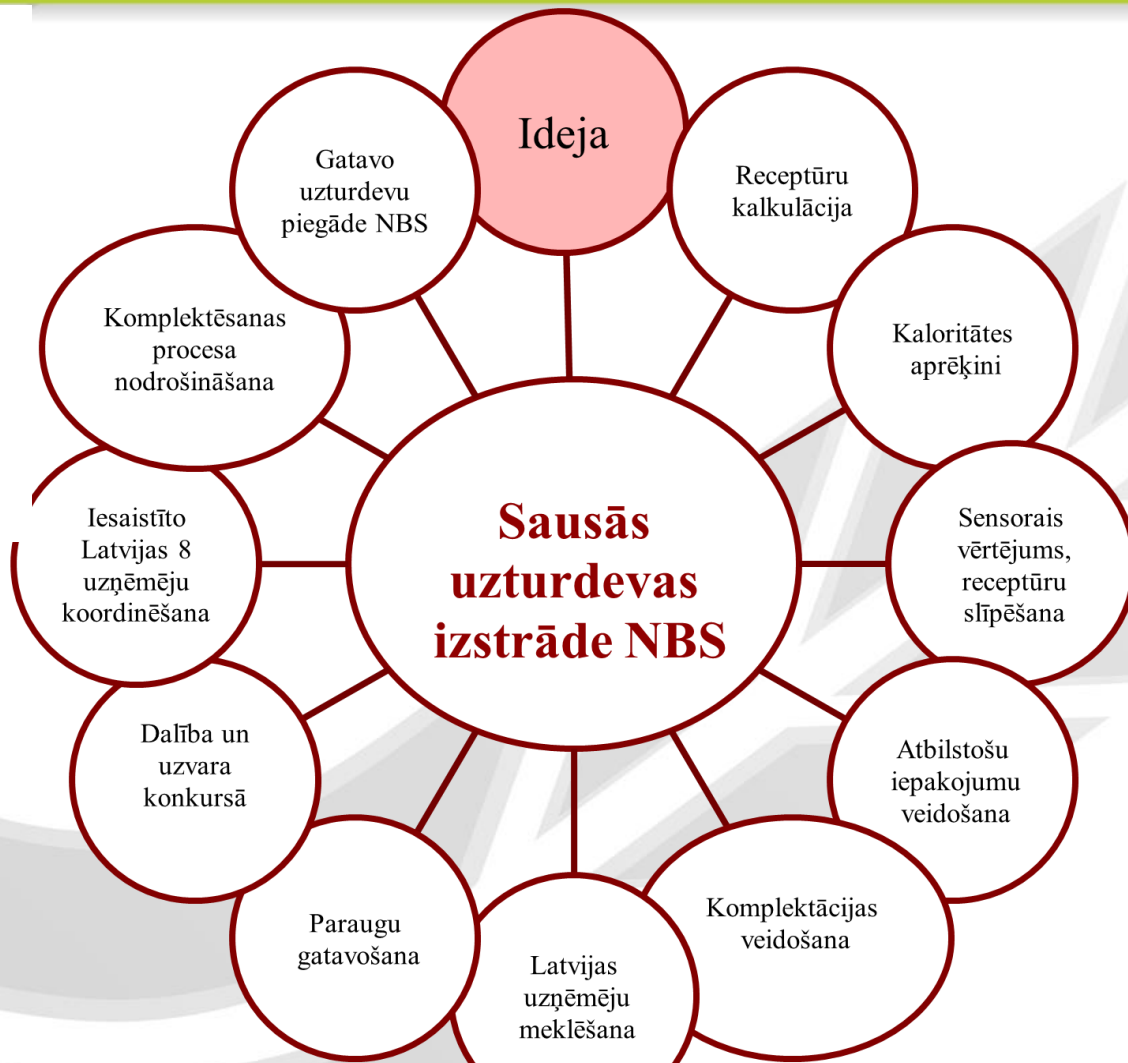 Ideja
Receptūru
kalkulācija
Kaloritātes
aprēķini
Sensorais
vērtējums,
receptūru
slīpēšana
Atbilstošu
iepakojumu
veidošana
Komplektācijas
veidošana
Latvijas
uzņēmēju
meklēšana
Paraugu
gatavošana
Dalība un
uzvara
konkursā
Iesaistīto
Latvijas 8
uzņēmēju
koordinēšana
Komplektēsanas
procesa
nodrošināšana
Gatavo
uzturdevu
piegāde NBS
Sausās
uzturdevas
izstrāde NBS